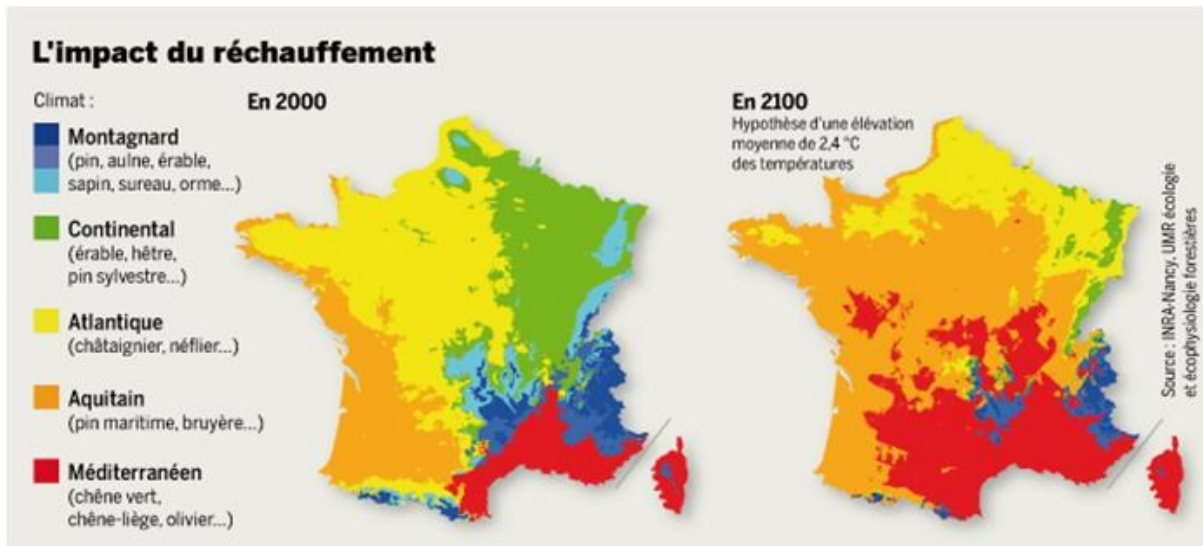 L'impact du réchauffement
Climat :
Montagnard
(pin, aulne, érable,
sapin, sureau, orme...)
Continental
(érable, hêtre,
pin sylvestre...)
Atlantique
(châtaignier, néflier...)
Aquitain
(pin maritime, bruyère...)
Méditerranéen
(chêne vert,
chêne-liège, olivier...)
En 2000
En 2100
Hypothèse d'une élévation
moyenne de 2,4 °C
des températures
Source : INRA-Nancy, UMR écologie
et écophysiologie forestières